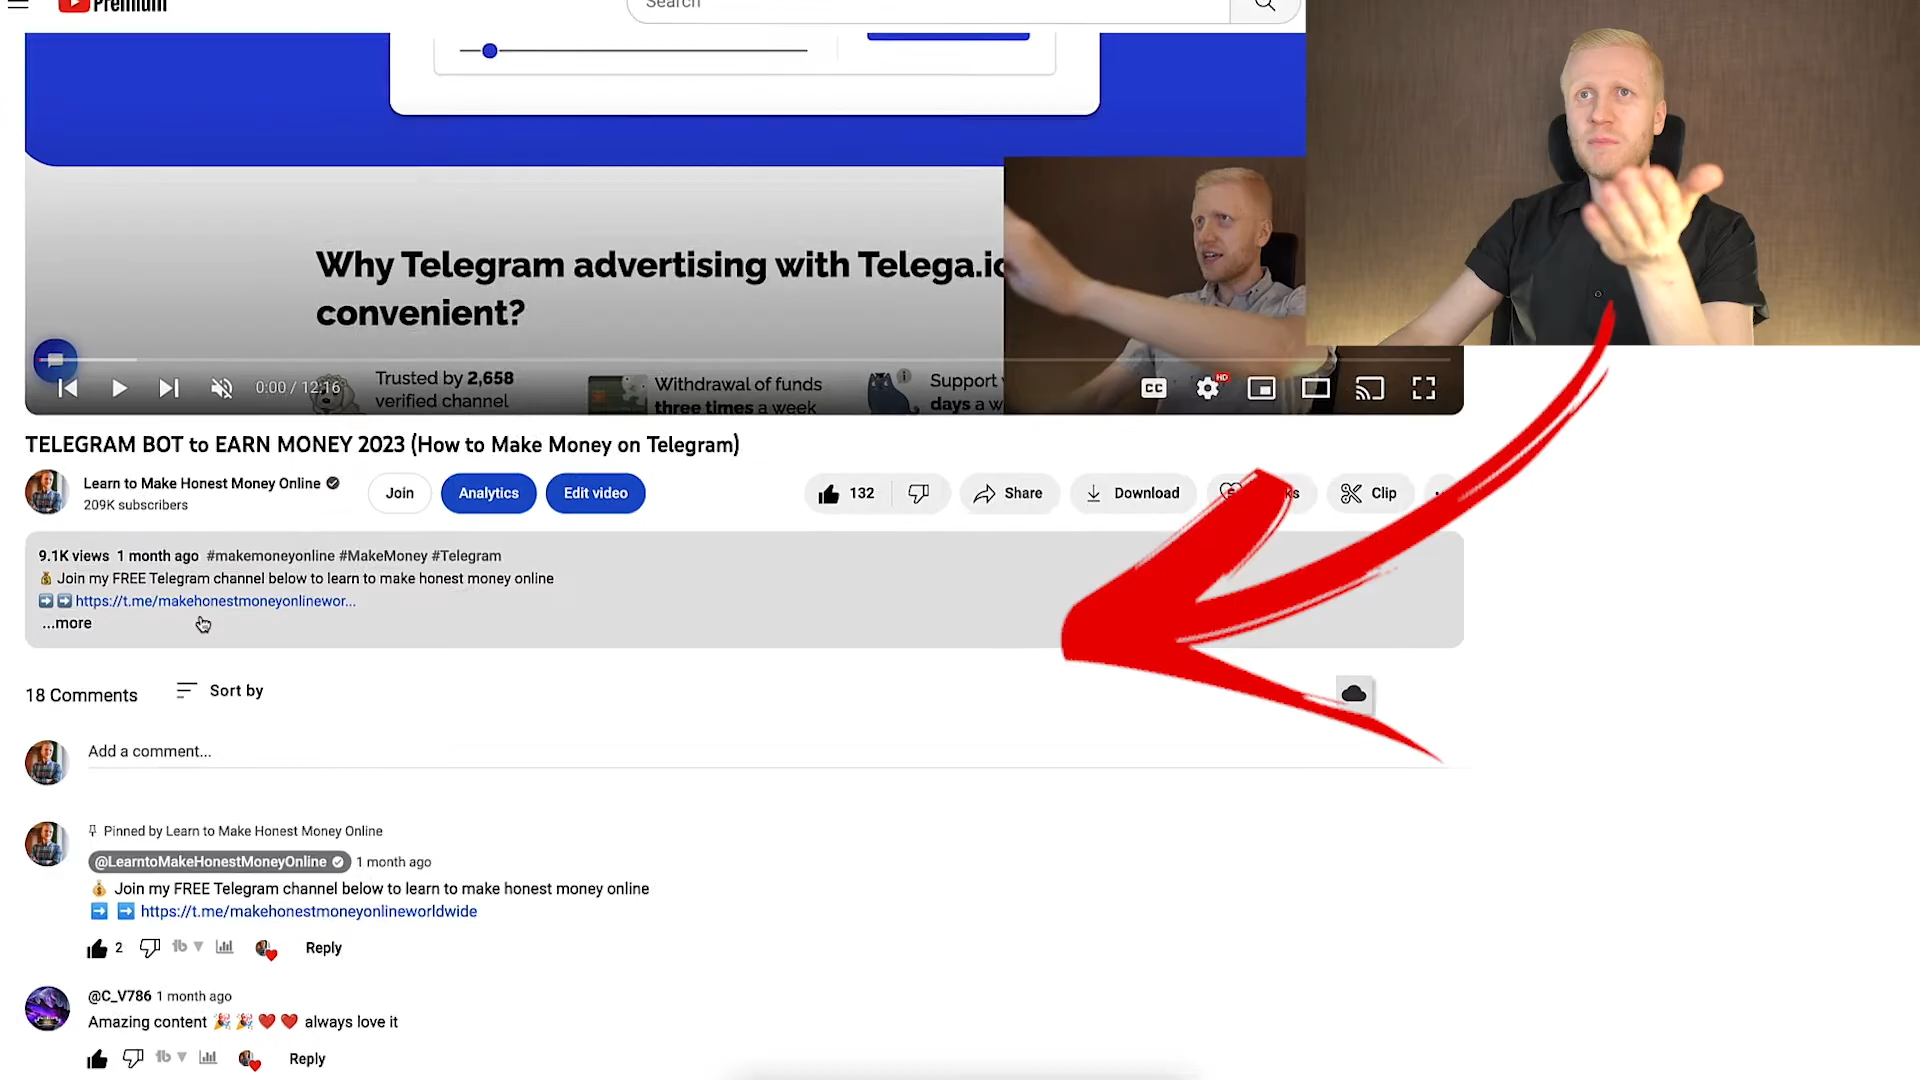 Premium
Search
Why Telegram advertising with Telega.io
convenient?
Trusted by 2,658
verified channel
Withdrawal of funds
three times a week
Support
days a w
0:00 / 12:16
CC
HD
TELEGRAM BOT to EARN MONEY 2023 (How to Make Money on Telegram)
Learn to Make Honest Money Online
209K subscribers
Join
Analytics
Edit video
132
Share
Download
Clip
9.1K views 1 month ago #makemoneyonline #MakeMoney #Telegram
💰 Join my FREE Telegram channel below to learn to make honest money online
➡️ ➡️ https://t.me/makehonestmoneyonlinewor...
...more
18 Comments
Sort by
Add a comment...
Pinned by Learn to Make Honest Money Online
@LearntoMakeHonestMoneyOnline 1 month ago
💰 Join my FREE Telegram channel below to learn to make honest money online
➡️ ➡️ https://t.me/makehonestmoneyonlineworldwide
2
Reply
@C_V786 1 month ago
Amazing content 🎉 🎉 ❤️ ❤️ always love it
Reply